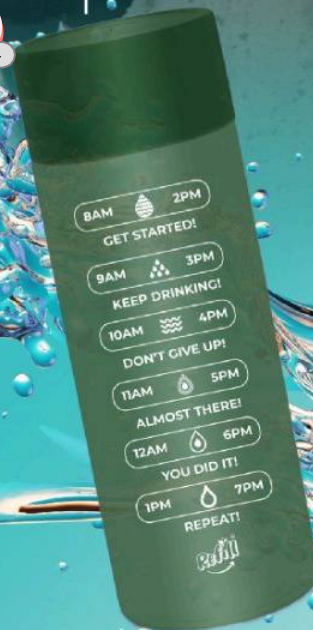 8AM 2PM
GET STARTED!
9AM 3PM
KEEP DRINKING!
10AM 4PM
DON'T GIVE UP!
11AM 5PM
ALMOST THERE!
12AM 6PM
YOU DID IT!
1PM 7PM
REPEAT!
Refill